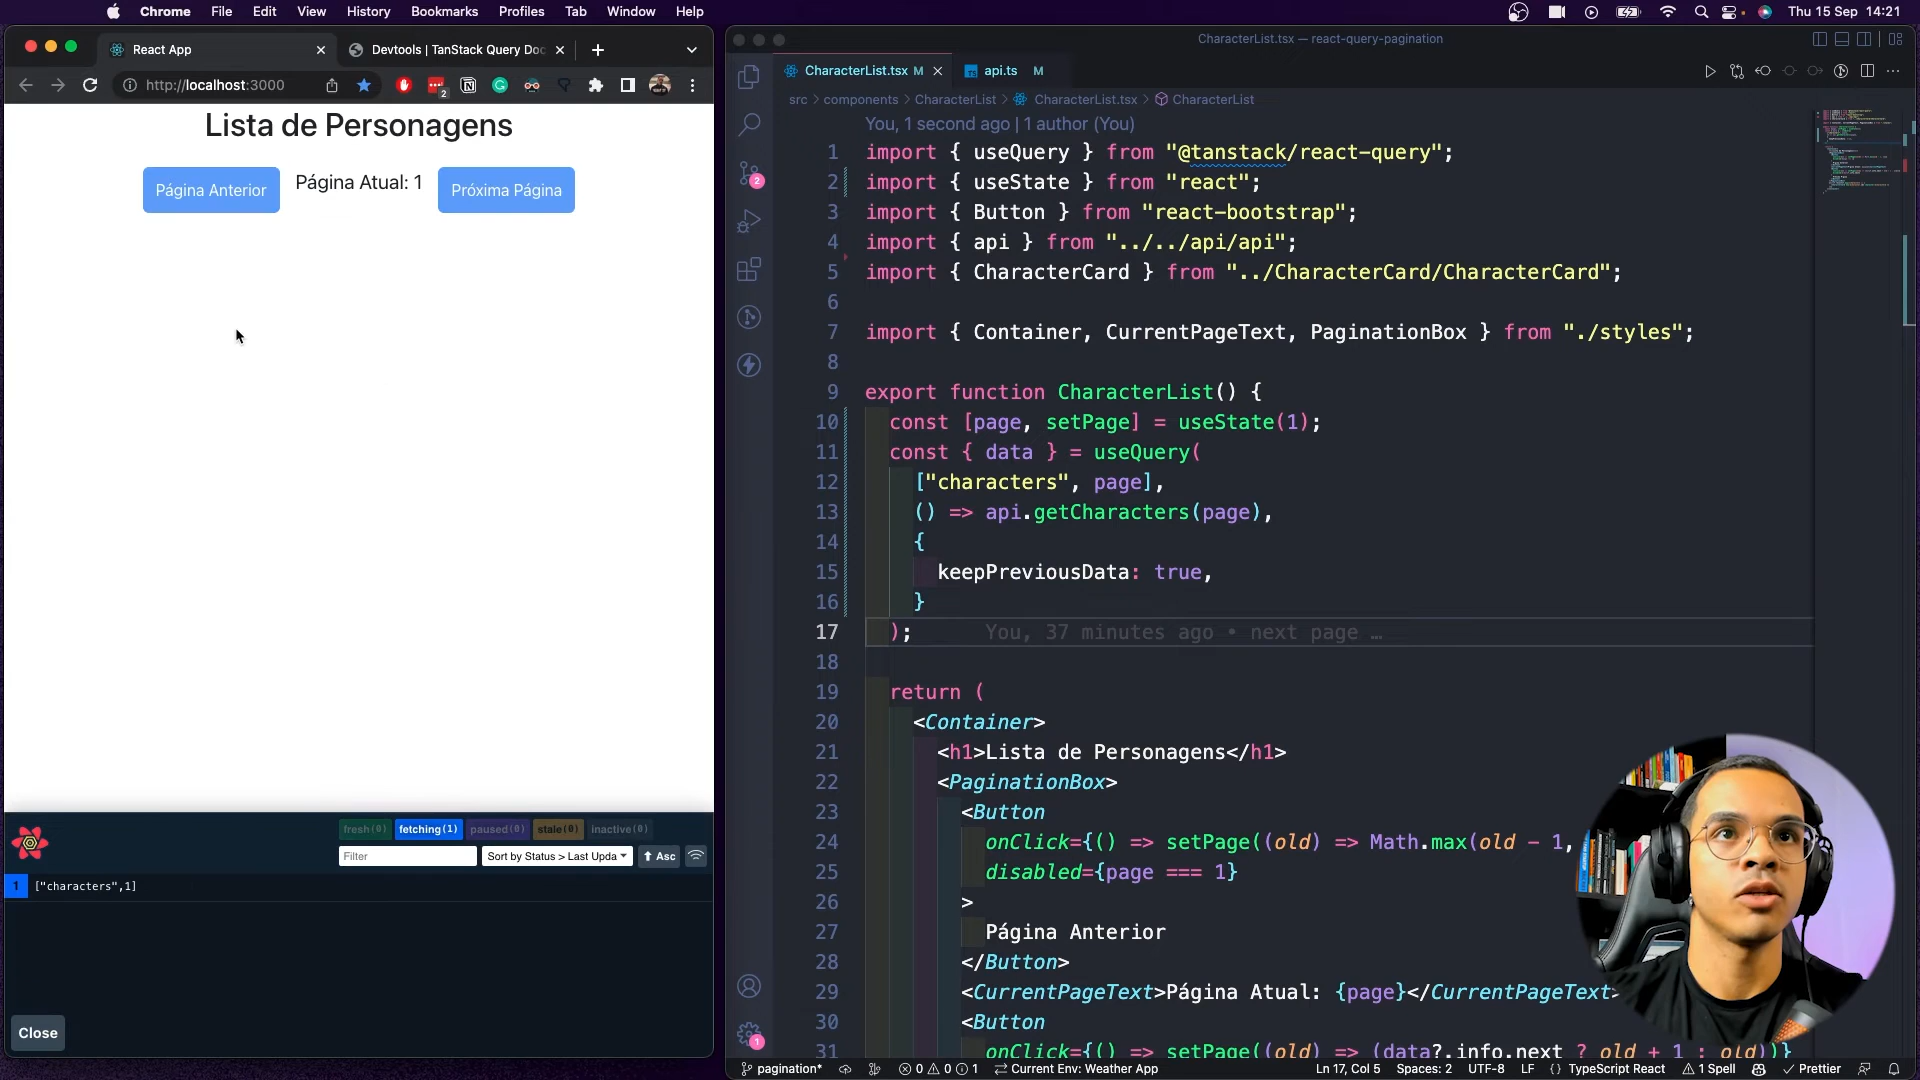 Chrome File Edit View History Bookmarks Profiles Tab Window Help
Thu 15 Sep 14:21
React App
Devtools | TanStack Query Doc
http://localhost:3000
2
Lista de Personagens
Página Anterior
Página Atual: 1
Próxima Página
fresh(0)
fetching(1)
paused(0)
stale(0)
inactive(0)
Filter
Sort by Status > Last Upda
Asc
1
["characters",1]
Close
CharacterList.tsx — react-query-pagination
CharacterList.tsx M
api.ts M
src > components > CharacterList > CharacterList.tsx > CharacterList
You, 1 second ago | 1 author (You)
1 import { useQuery } from "@tanstack/react-query";
2 import { useState } from "react";
3 import { Button } from "react-bootstrap";
4 import { api } from "../../api/api";
5 import { CharacterCard } from "../CharacterCard/CharacterCard";
6
7 import { Container, CurrentPageText, PaginationBox } from "./styles";
8
9 export function CharacterList() {
10 const [page, setPage] = useState(1);
11 const { data } = useQuery(
12 ["characters", page],
13 () => api.getCharacters(page),
14 {
15 keepPreviousData: true,
16 }
17 ); You, 37 minutes ago • next page …
18
19 return (
20 <Container>
21 <h1>Lista de Personagens</h1>
22 <PaginationBox>
23 <Button
24 onClick={() => setPage((old) => Math.max(old - 1,
25 disabled={page === 1}
26 >
27 Página Anterior
28 </Button>
29 <CurrentPageText>Página Atual: {page}</CurrentPageText>
30 <Button
31 onClick={() => setPage((old) => (data?.info.next ? old + 1 : old))}
2
1
pagination*
0 0 1
Current Env: Weather App
Ln 17, Col 5
Spaces: 2
UTF-8
LF
{} TypeScript React
1 Spell
Prettier